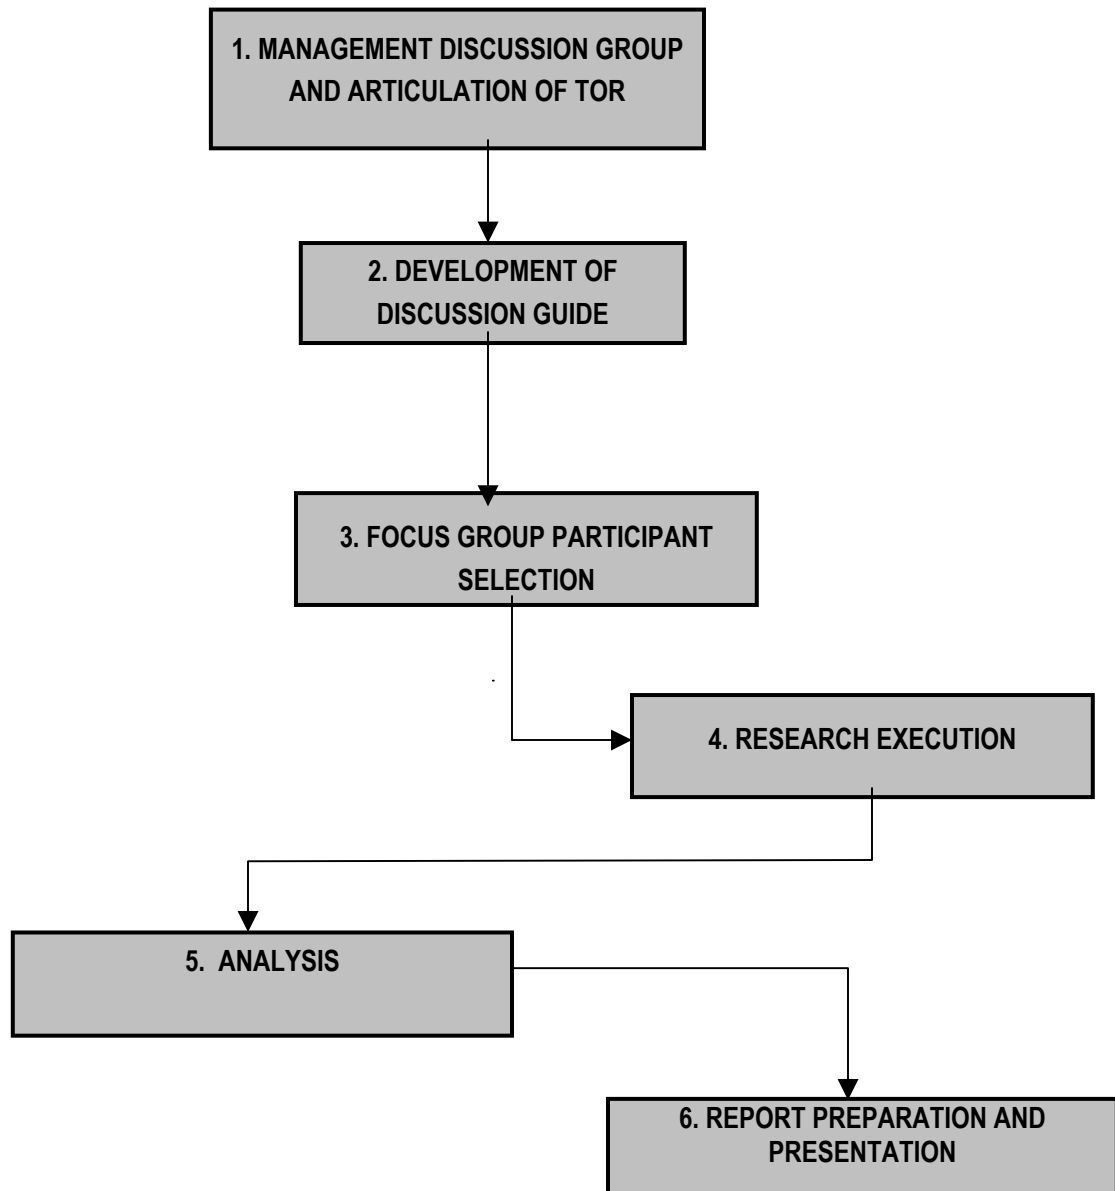 1. MANAGEMENT DISCUSSION GROUP
AND ARTICULATION OF TOR
2. DEVELOPMENT OF
DISCUSSION GUIDE
3. FOCUS GROUP PARTICIPANT
SELECTION
4. RESEARCH EXECUTION
5. ANALYSIS
6. REPORT PREPARATION AND
PRESENTATION